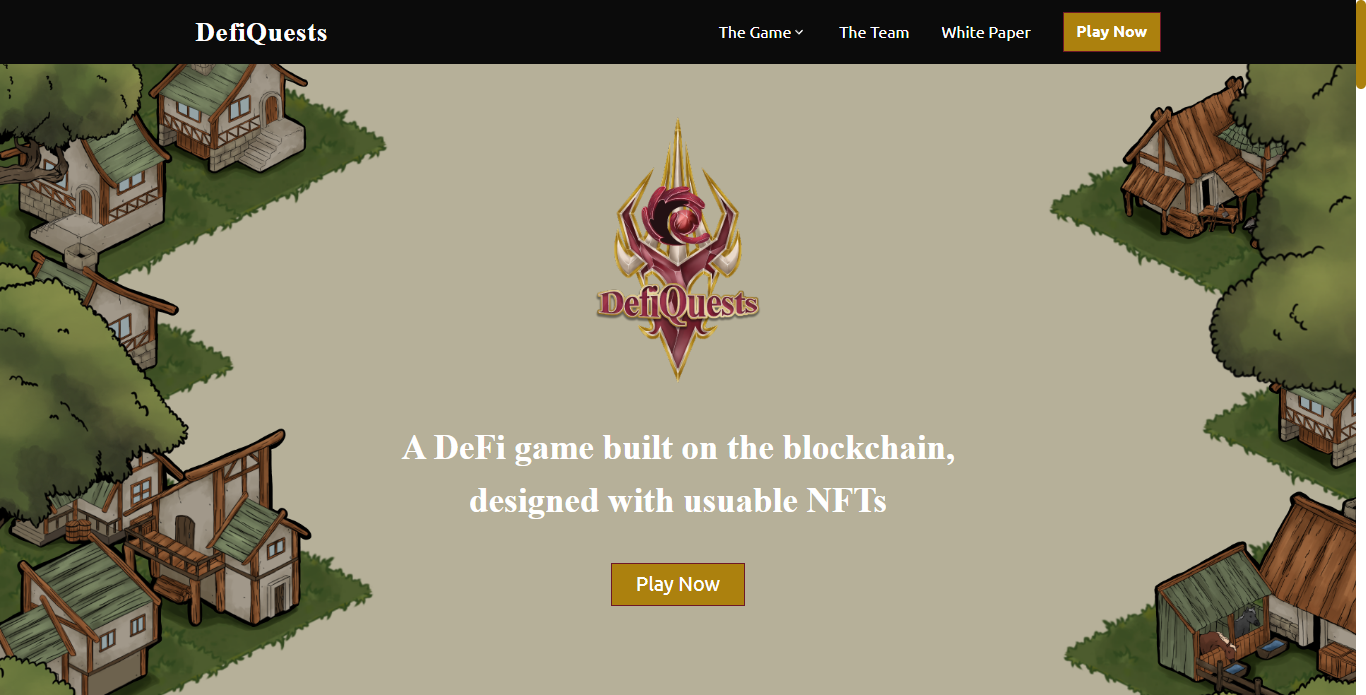 DefiQuests
The Game
The Team
White Paper
Play Now
DefiQuests
A DeFi game built on the blockchain,
designed with usuable NFTs
Play Now